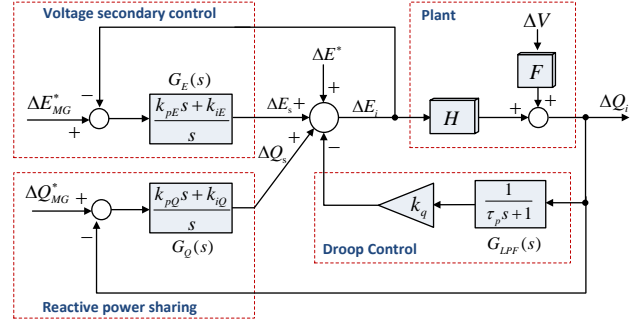 Voltage secondary control
Plant
ΔV
G_E(s)
ΔE*
F
−
ΔE*_MG
+
k_pE s + k_iE
s
ΔE_s
+
+
ΔE_i
H
+
+
ΔQ_i
+
ΔQ_s
−
ΔQ*_MG
+
−
k_pQ s + k_iQ
s
G_Q(s)
k_q
1
τ_p s+1
G_LPF(s)
Droop Control
Reactive power sharing